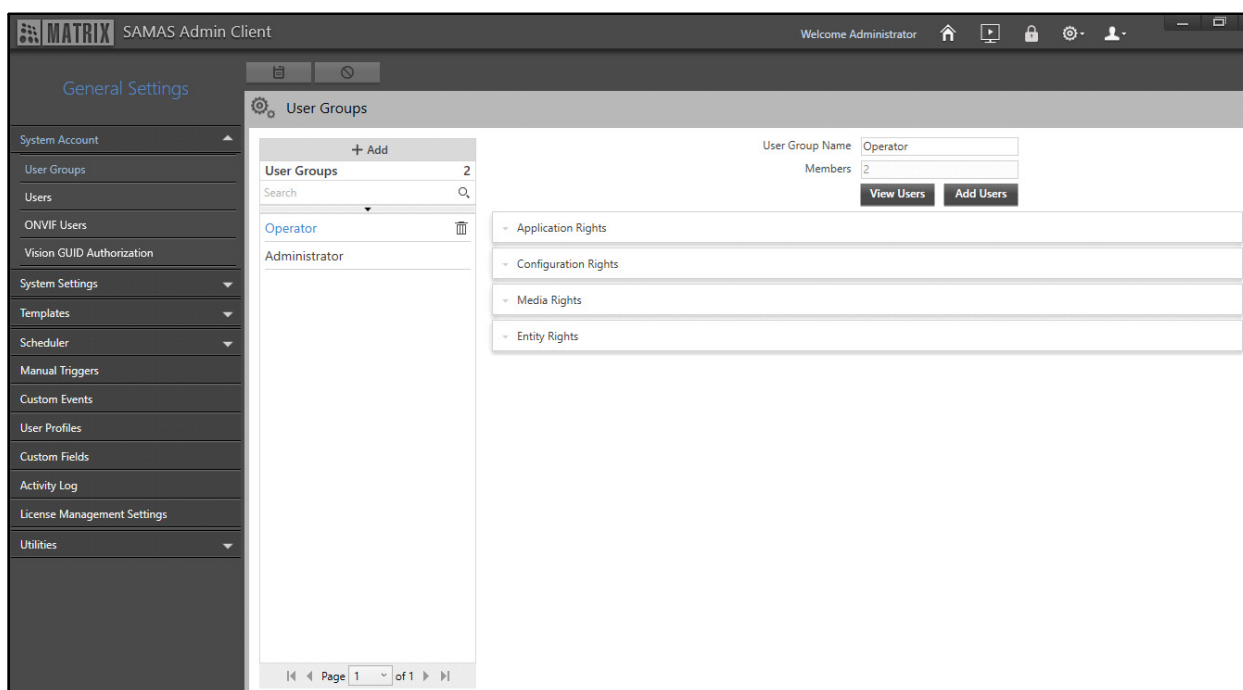 MATRIX SAMAS Admin Client
Welcome Administrator
General Settings
System Account
User Groups
Users
ONVIF Users
Vision GUID Authorization
System Settings
Templates
Scheduler
Manual Triggers
Custom Events
User Profiles
Custom Fields
Activity Log
License Management Settings
Utilities
User Groups
+ Add
User Groups 2
Search
Operator
Administrator
Page 1 of 1
User Group Name Operator
Members 2
View Users Add Users
Application Rights
Configuration Rights
Media Rights
Entity Rights